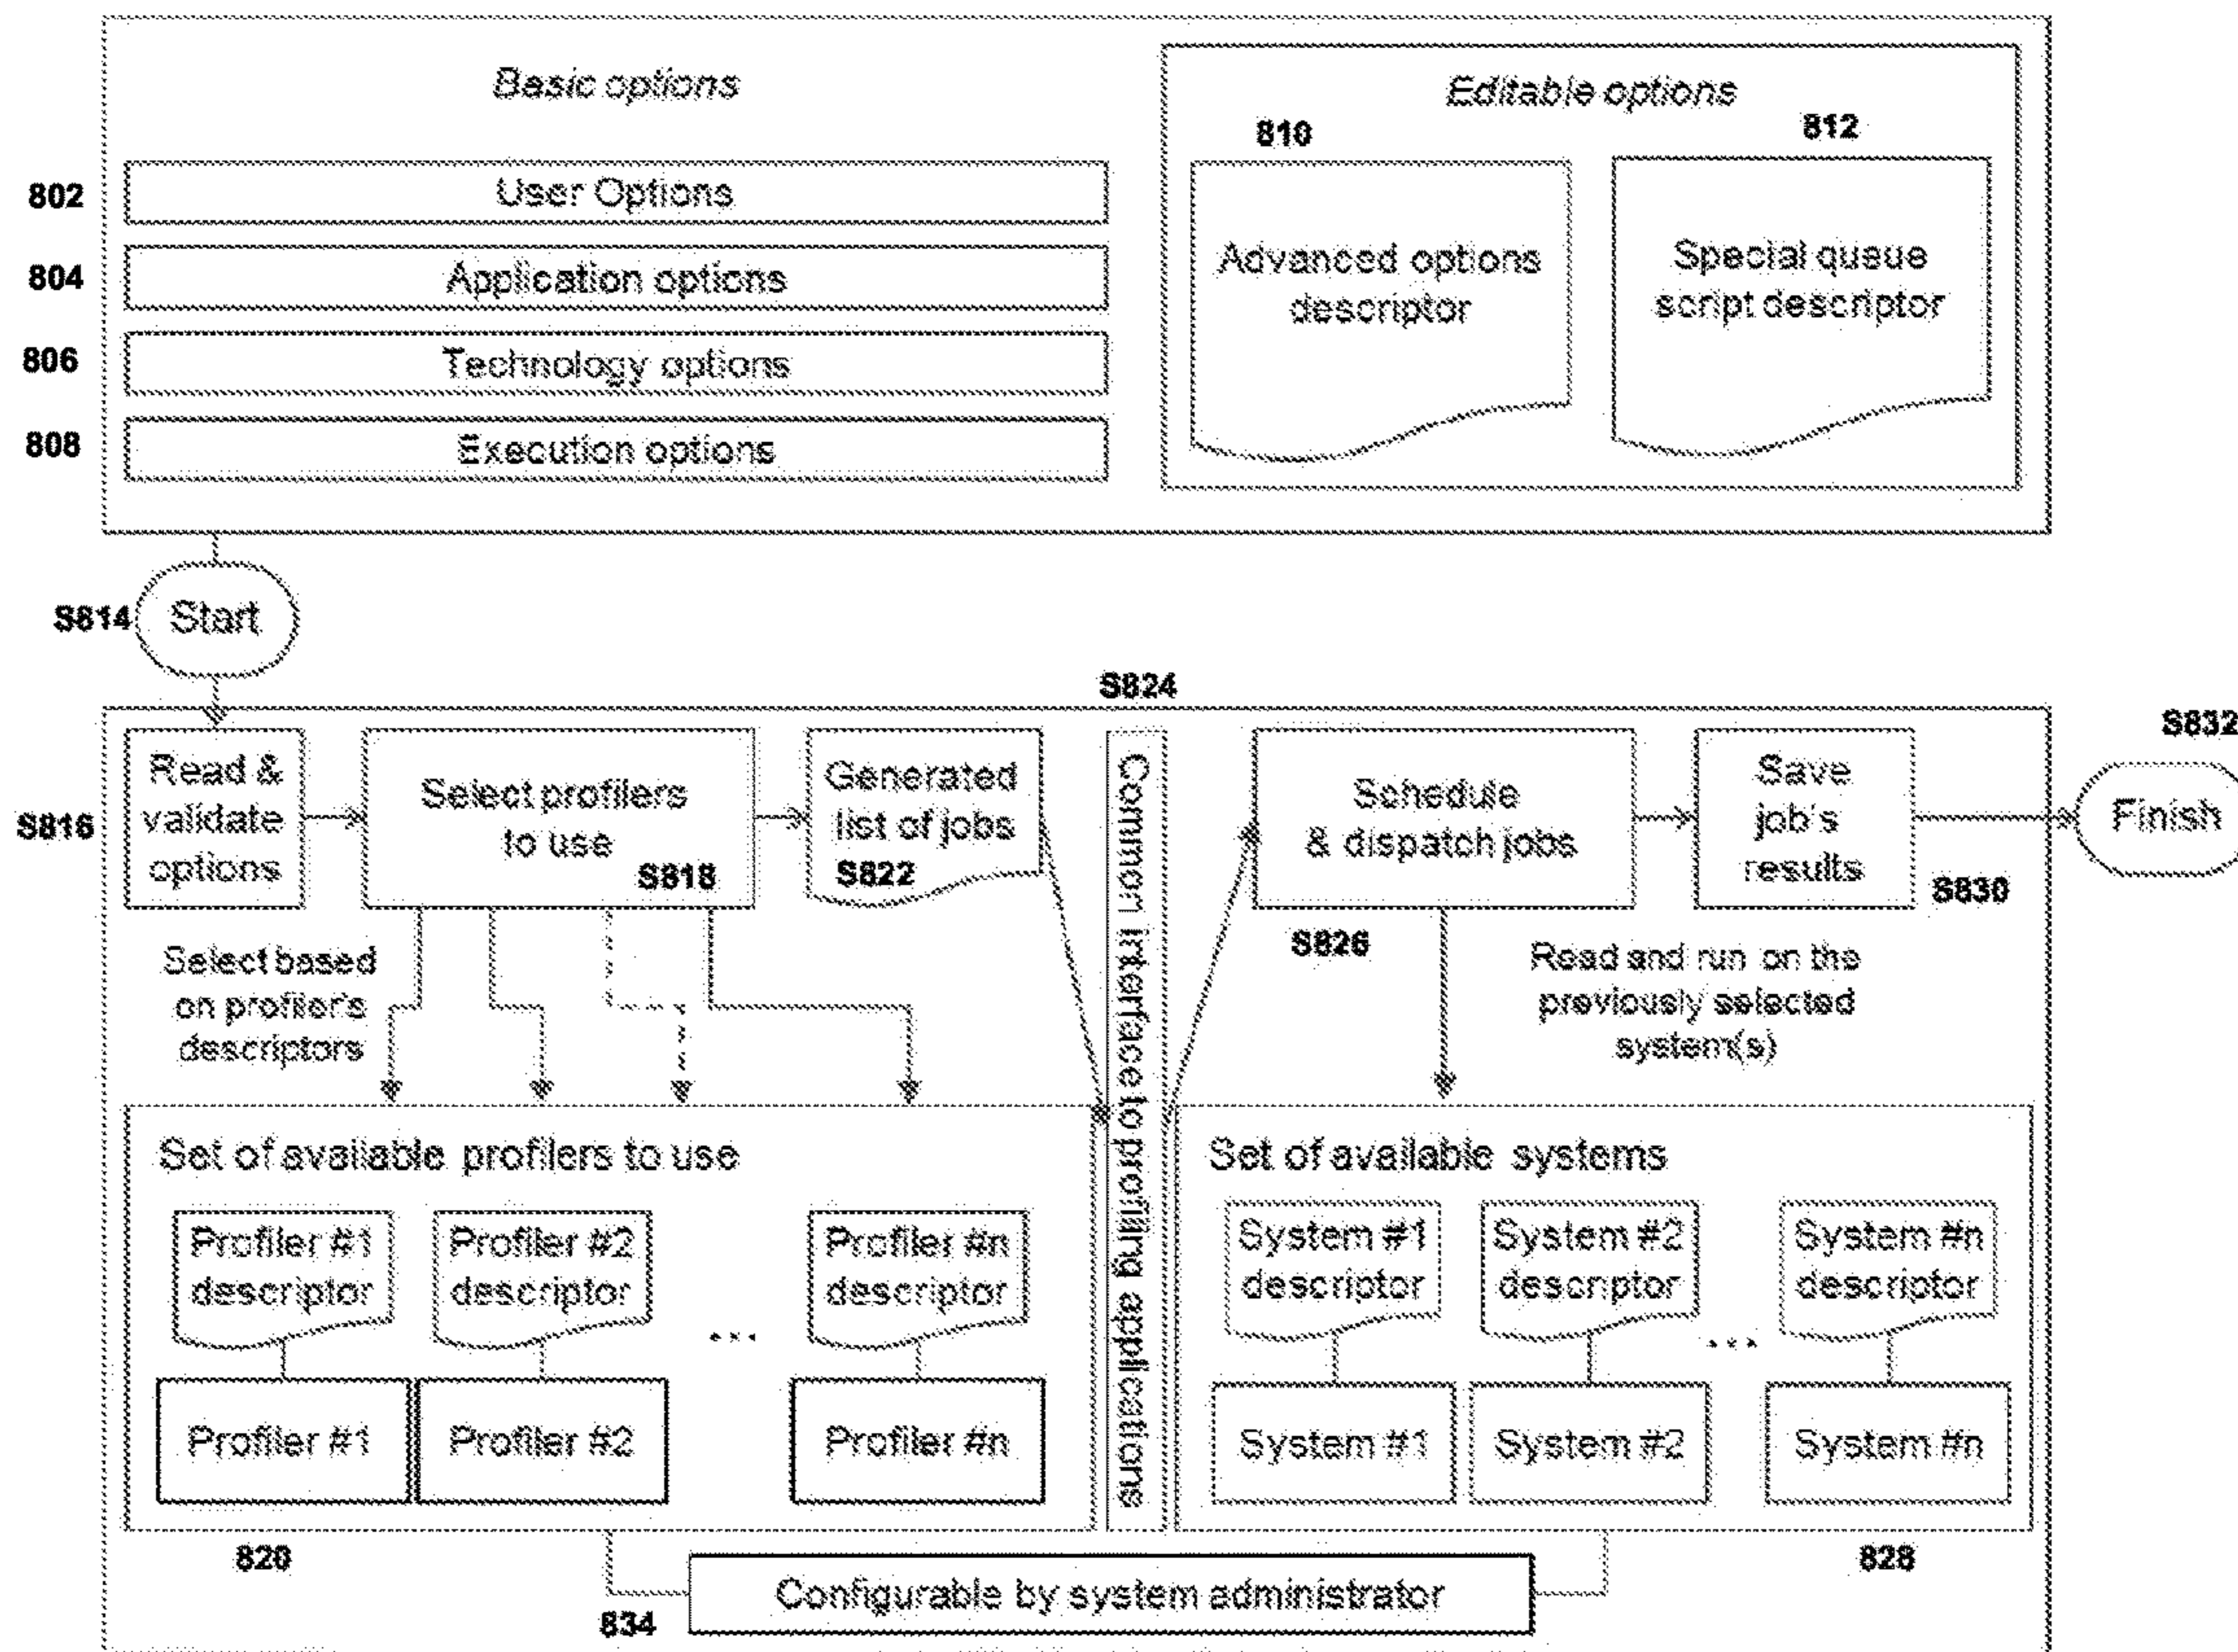 Basic options
Editable options
810
812
802
User Options
804
Application options
806
Technology options
808
Execution options
Advanced options
descriptor
Special queue
script descriptor
S814
Start
S824
S832
S816
Read &
validate
options
Select profilers
to use
S818
Generated
list of jobs
S822
Common interface to profiling applications
Schedule
& dispatch jobs
S826
Save
job's
results
S830
Finish
Select based
on profiler's
descriptors
Read and run on the
previously selected
system(s)
Set of available profilers to use
Profiler #1
descriptor
Profiler #2
descriptor
...
Profiler #n
descriptor
Profiler #1
Profiler #2
Profiler #n
820
Set of available systems
System #1
descriptor
System #2
descriptor
...
System #n
descriptor
System #1
System #2
System #n
828
834
Configurable by system administrator